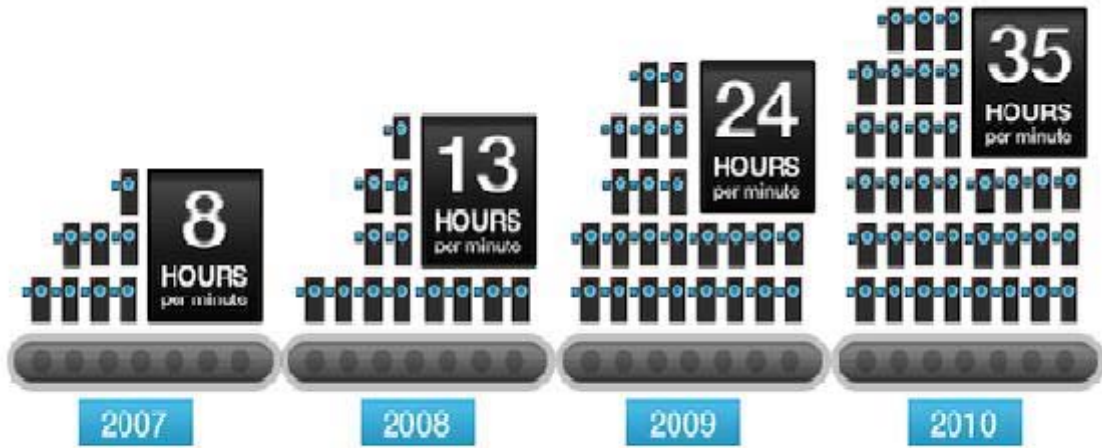 8
HOURS
per minute
13
HOURS
per minute
24
HOURS
per minute
35
HOURS
per minute
2007
2008
2009
2010